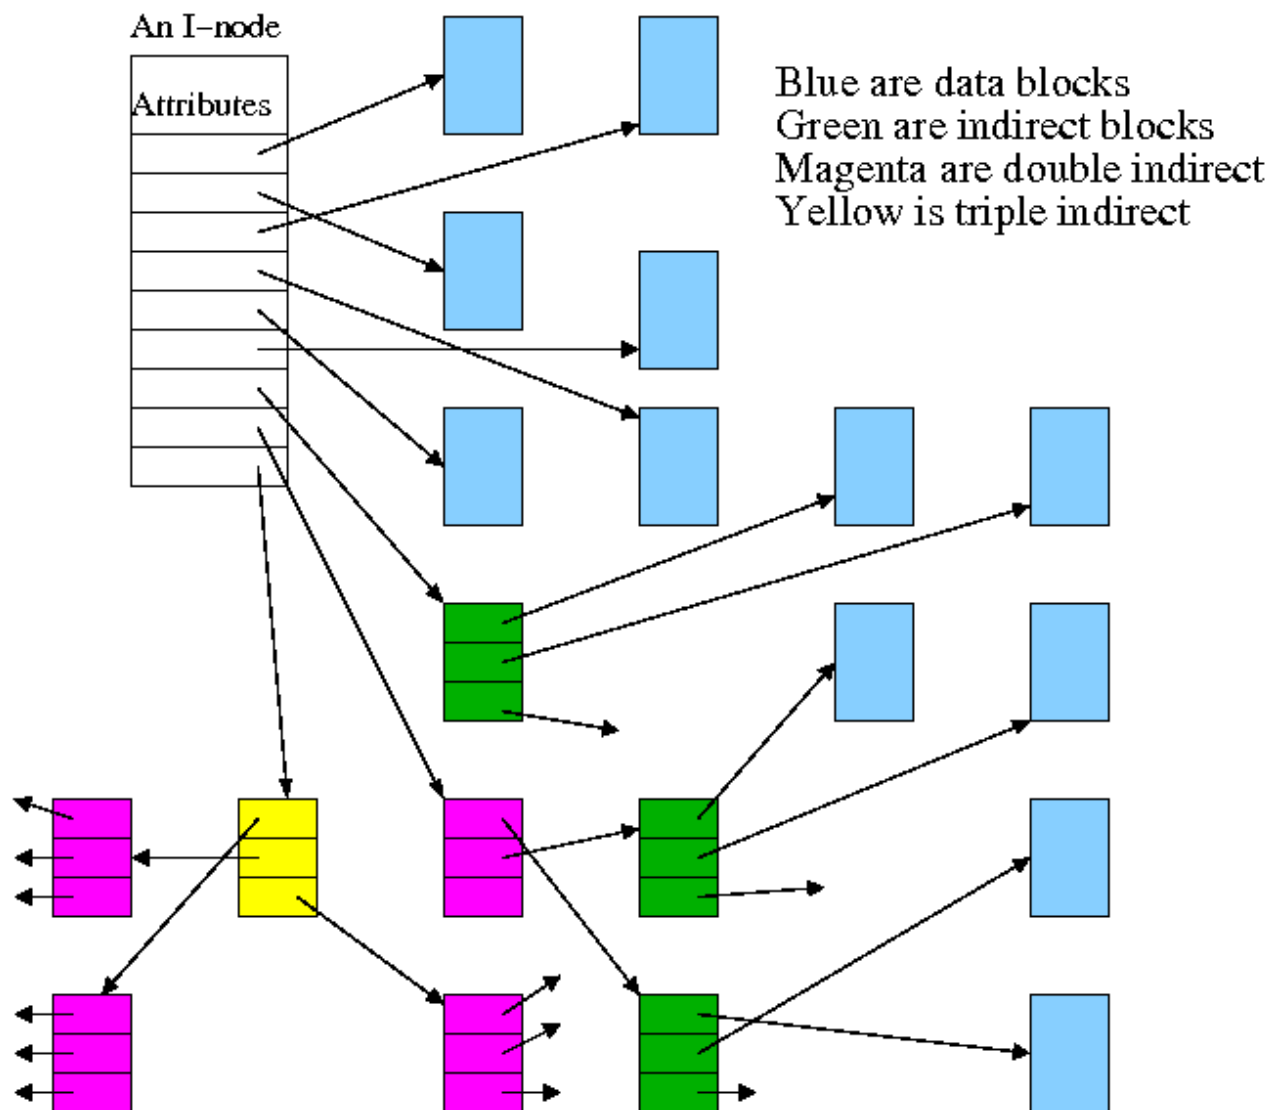 An I-node
Attributes
Blue are data blocks
Green are indirect blocks
Magenta are double indirect
Yellow is triple indirect